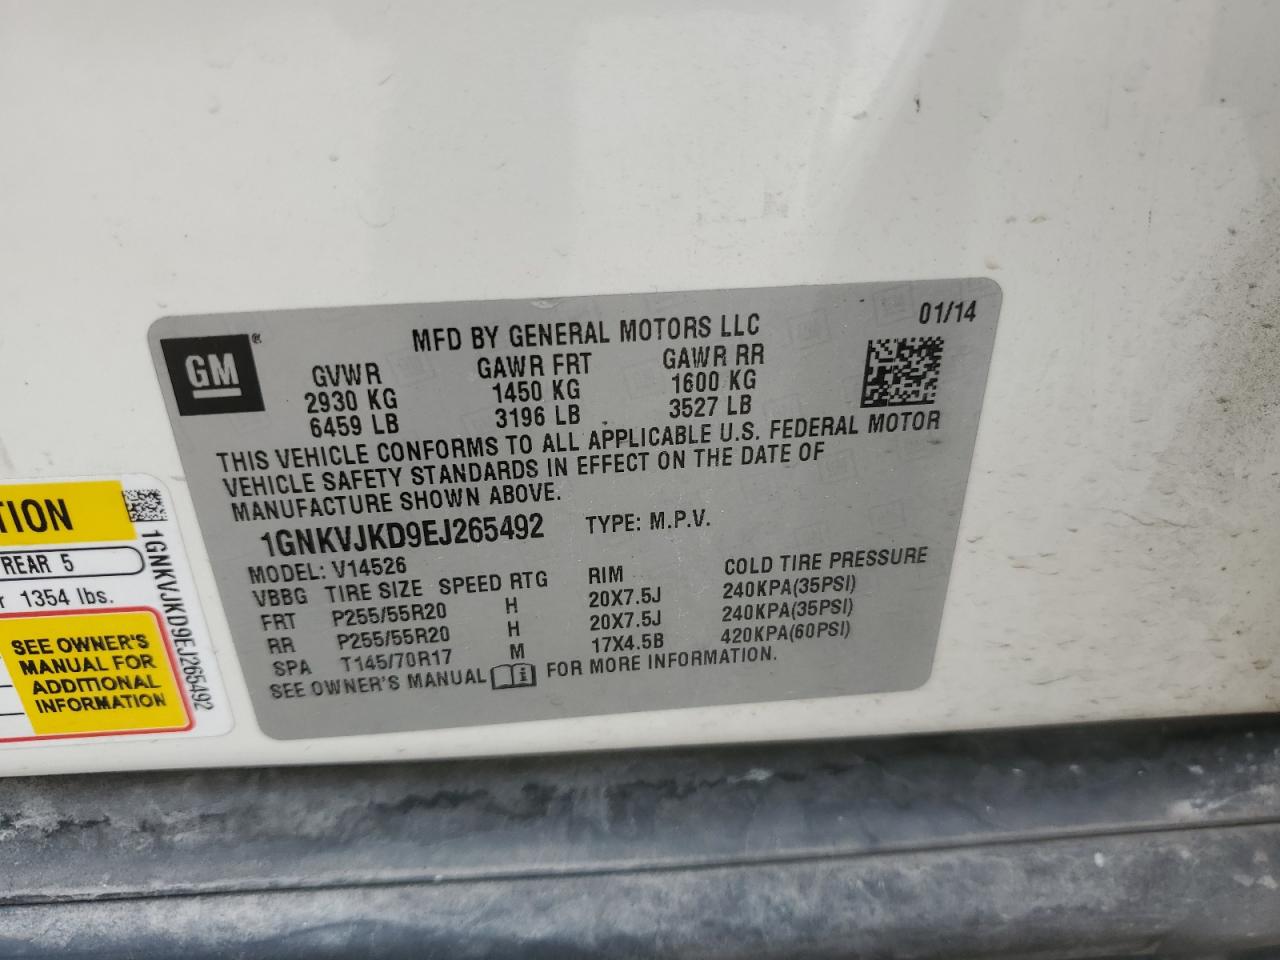 01/14
GM®
MFD BY GENERAL MOTORS LLC
GVWR GAWR FRT GAWR RR
2930 KG 1450 KG 1600 KG
6459 LB 3196 LB 3527 LB
THIS VEHICLE CONFORMS TO ALL APPLICABLE U.S. FEDERAL MOTOR
VEHICLE SAFETY STANDARDS IN EFFECT ON THE DATE OF
MANUFACTURE SHOWN ABOVE.
1GNKVJKD9EJ265492 TYPE: M.P.V.
MODEL: V14526
VBBG TIRE SIZE SPEED RTG RIM COLD TIRE PRESSURE
FRT P255/55R20 H 20X7.5J 240KPA(35PSI)
RR P255/55R20 H 20X7.5J 240KPA(35PSI)
SPA T145/70R17 M 17X4.5B 420KPA(60PSI)
SEE OWNER'S MANUAL FOR MORE INFORMATION.
TION
REAR 5
r 1354 lbs.
SEE OWNER'S
MANUAL FOR
ADDITIONAL
INFORMATION
1GNKVJKD9EJ265492